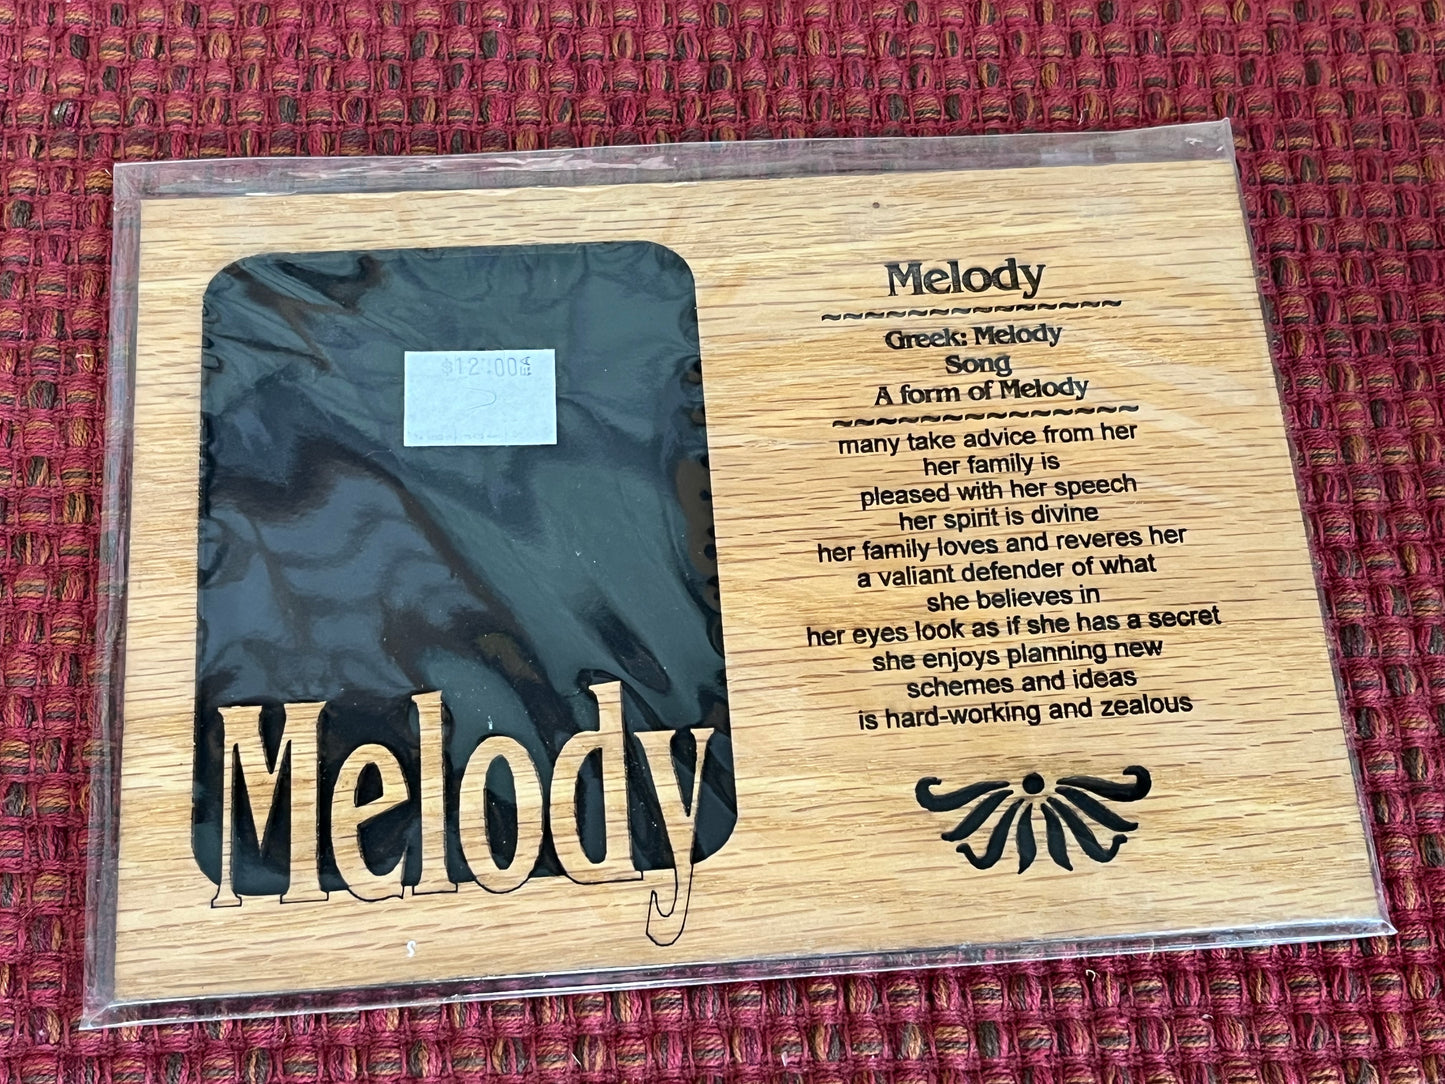 $12.00 EA
Melody
Melody
~~~~~~~~~~~~~~
Greek: Melody
Song
A form of Melody
~~~~~~~~~~~~~~
many take advice from her
her family is
pleased with her speech
her spirit is divine
her family loves and reveres her
a valiant defender of what
she believes in
her eyes look as if she has a secret
she enjoys planning new
schemes and ideas
is hard-working and zealous